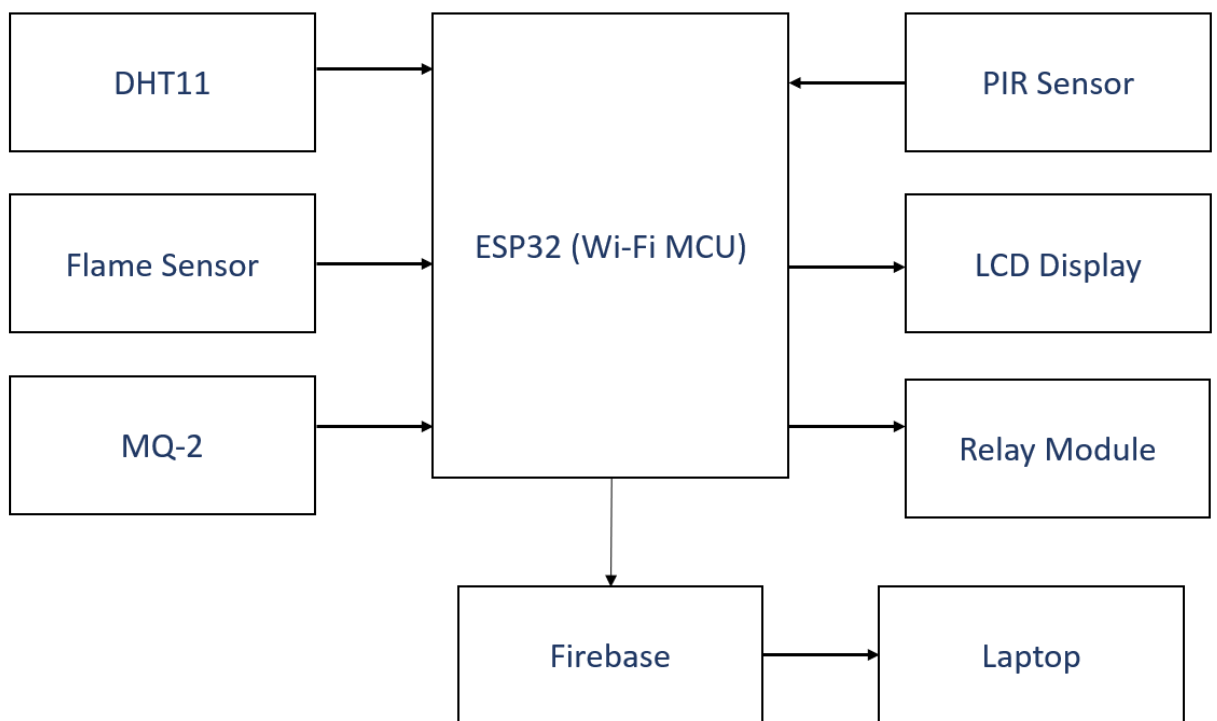 DHT11
ESP32 (Wi-Fi MCU)
PIR Sensor
Flame Sensor
LCD Display
MQ-2
Relay Module
Firebase
Laptop